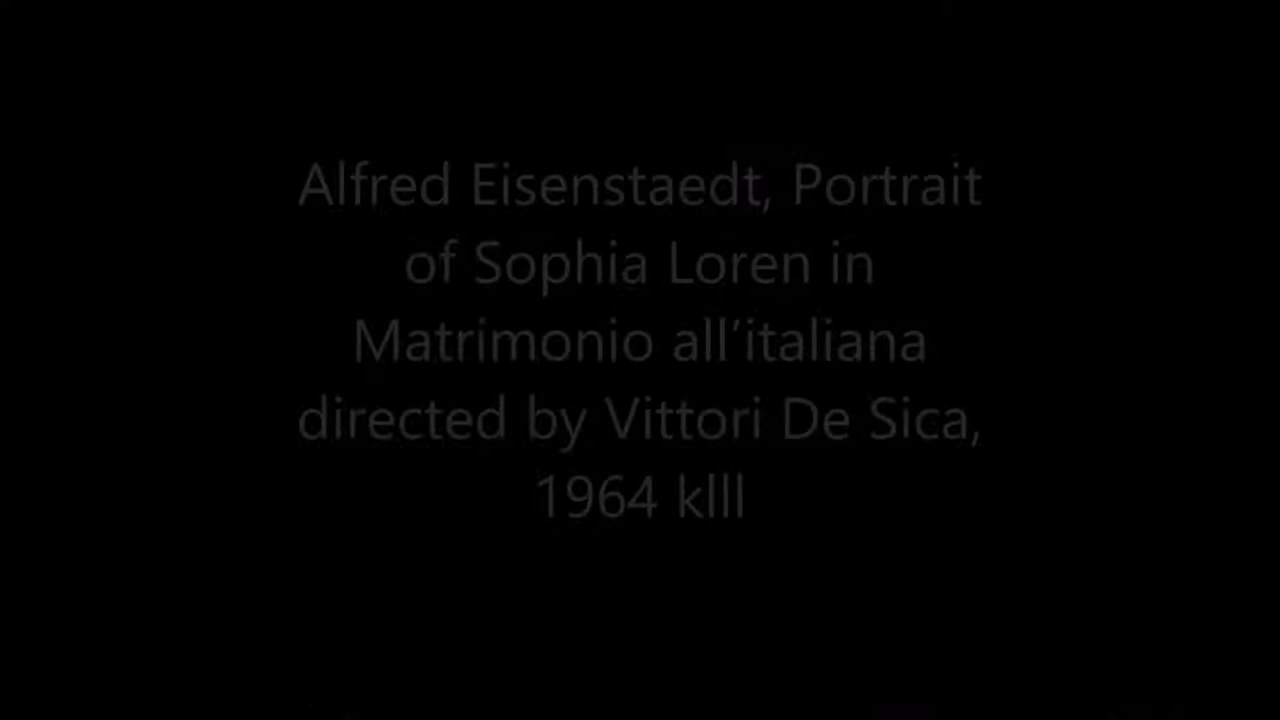 Alfred Eisenstaedt, Portrait
of Sophia Loren in
Matrimonio all’italiana
directed by Vittori De Sica,
1964 klll